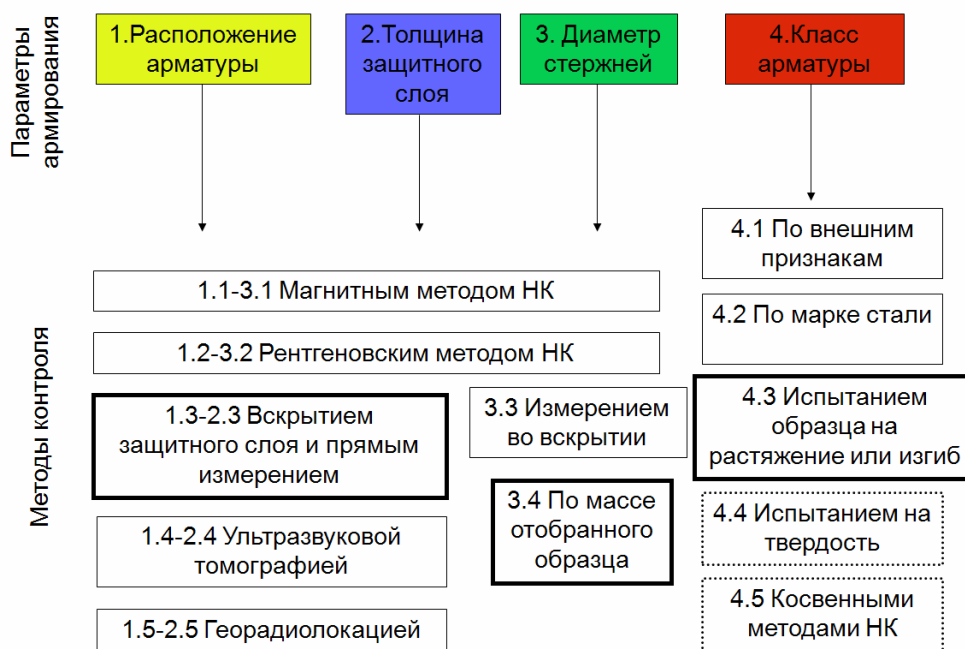 Параметры
армирования
1.Расположение
арматуры
2.Толщина
защитного
слоя
3. Диаметр
стержней
4.Класс
арматуры
Методы контроля
1.1-3.1 Магнитным методом НК
1.2-3.2 Рентгеновским методом НК
1.3-2.3 Вскрытием
защитного слоя и прямым
измерением
1.4-2.4 Ультразвуковой
томографией
1.5-2.5 Георадиолокацией
3.3 Измерением
во вскрытии
3.4 По массе
отобранного
образца
4.1 По внешним
признакам
4.2 По марке стали
4.3 Испытанием
образца на
растяжение или изгиб
4.4 Испытанием на
твердость
4.5 Косвенными
методами НК